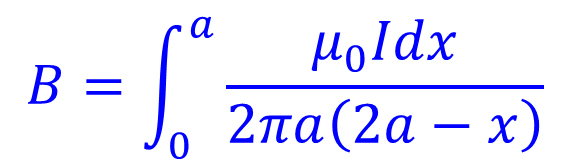 B = ∫₀ᵃ μ₀Idx / 2πa(2a − x)